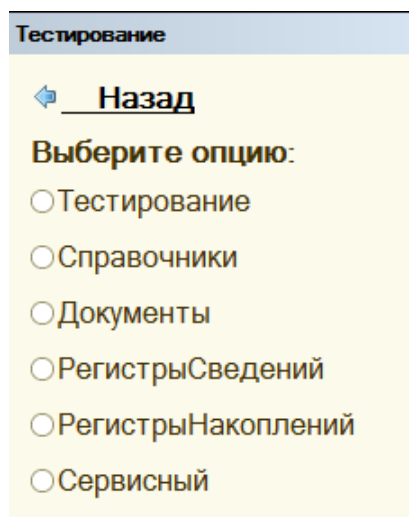 Тестирование
Назад
Выберите опцию:
Тестирование
Справочники
Документы
РегистрыСведений
РегистрыНакоплений
Сервисный